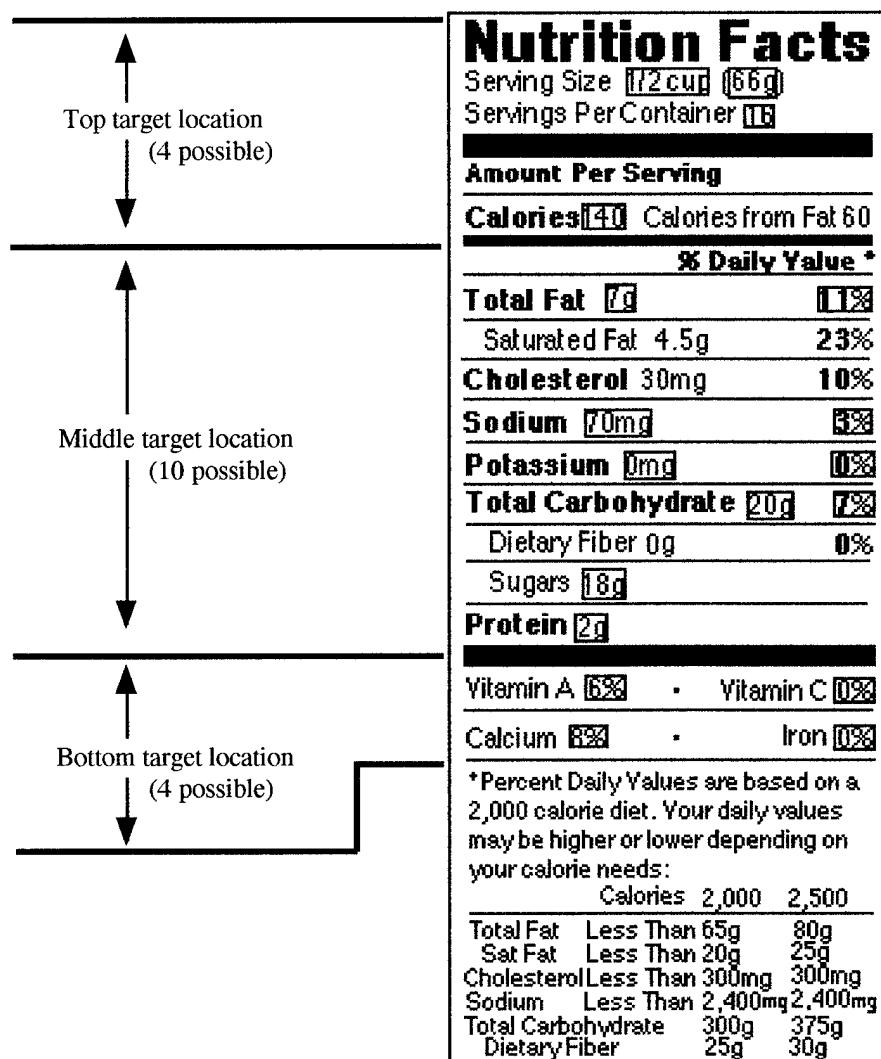 Top target location
(4 possible)
Middle target location
(10 possible)
Bottom target location
(4 possible)
Nutrition Facts
Serving Size 1/2 cup (66g)
Servings Per Container 16
Amount Per Serving
Calories 140 Calories from Fat 60
% Daily Value *
Total Fat 7g 11%
Saturated Fat 4.5g 23%
Cholesterol 30mg 10%
Sodium 70mg 3%
Potassium 0mg 0%
Total Carbohydrate 20g 7%
Dietary Fiber 0g 0%
Sugars 18g
Protein 2g
Vitamin A 6% · Vitamin C 0%
Calcium 8% · Iron 0%
*Percent Daily Values are based on a
2,000 calorie diet. Your daily values
may be higher or lower depending on
your calorie needs:
Calories 2,000 2,500
Total Fat Less Than 65g 80g
Sat Fat Less Than 20g 25g
Cholesterol Less Than 300mg 300mg
Sodium Less Than 2,400mg 2,400mg
Total Carbohydrate 300g 375g
Dietary Fiber 25g 30g